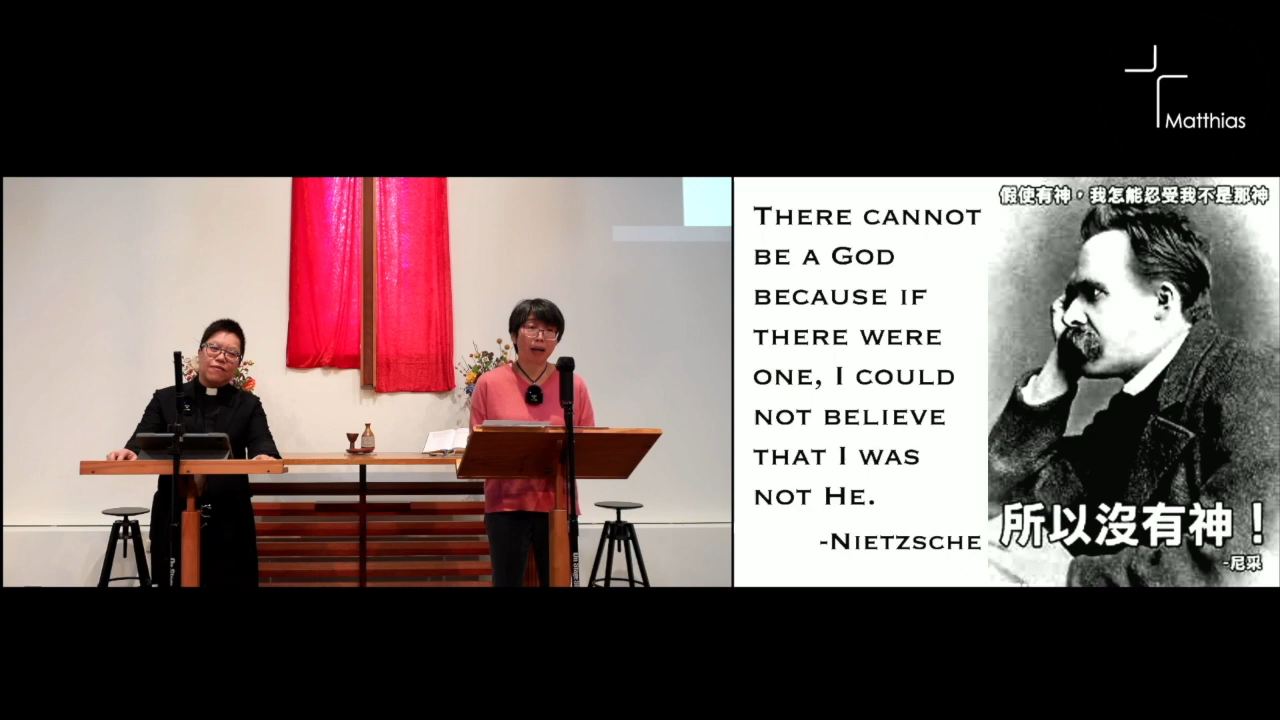 Matthias
THERE CANNOT
BE A GOD
BECAUSE IF
THERE WERE
ONE, I COULD
NOT BELIEVE
THAT I WAS
NOT HE.
-NIETZSCHE
假使有神，我怎能忍受我不是那神
所以沒有神！
-尼采